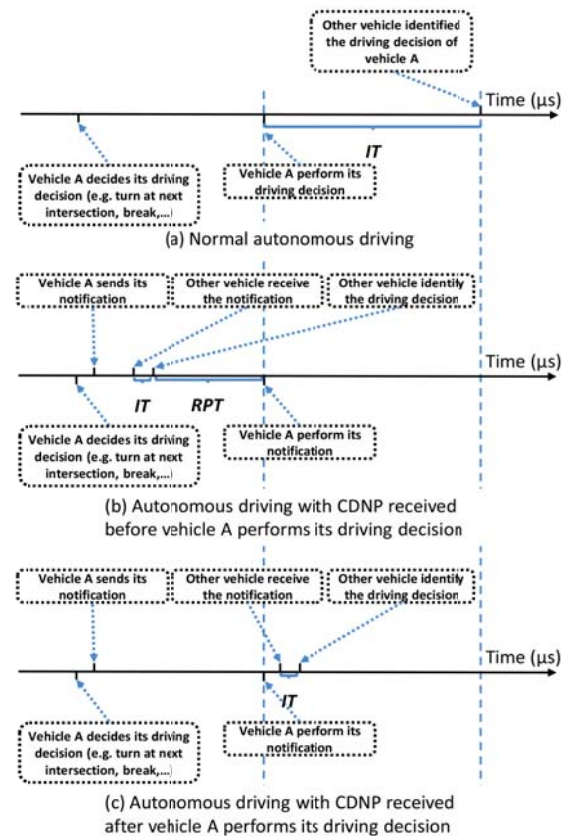 Other vehicle identified
the driving decision of
vehicle A
Time (µs)
IT
Vehicle A decides its driving
decision (e.g. turn at next
intersection, break,...)
Vehicle A perform its
driving decision
(a) Normal autonomous driving
Vehicle A sends its
notification
Other vehicle receive
the notification
Other vehicle identify
the driving decision
Time (µs)
IT
RPT
Vehicle A decides its driving
decision (e.g. turn at next
intersection, break,...)
Vehicle A perform its
notification
(b) Autonomous driving with CDNP received
before vehicle A performs its driving decision
Vehicle A sends its
notification
Other vehicle receive
the notification
Other vehicle identify
the driving decision
Time (µs)
IT
Vehicle A decides its driving
decision (e.g. turn at next
intersection, break,...)
Vehicle A perform its
notification
(c) Autonomous driving with CDNP received
after vehicle A performs its driving decision